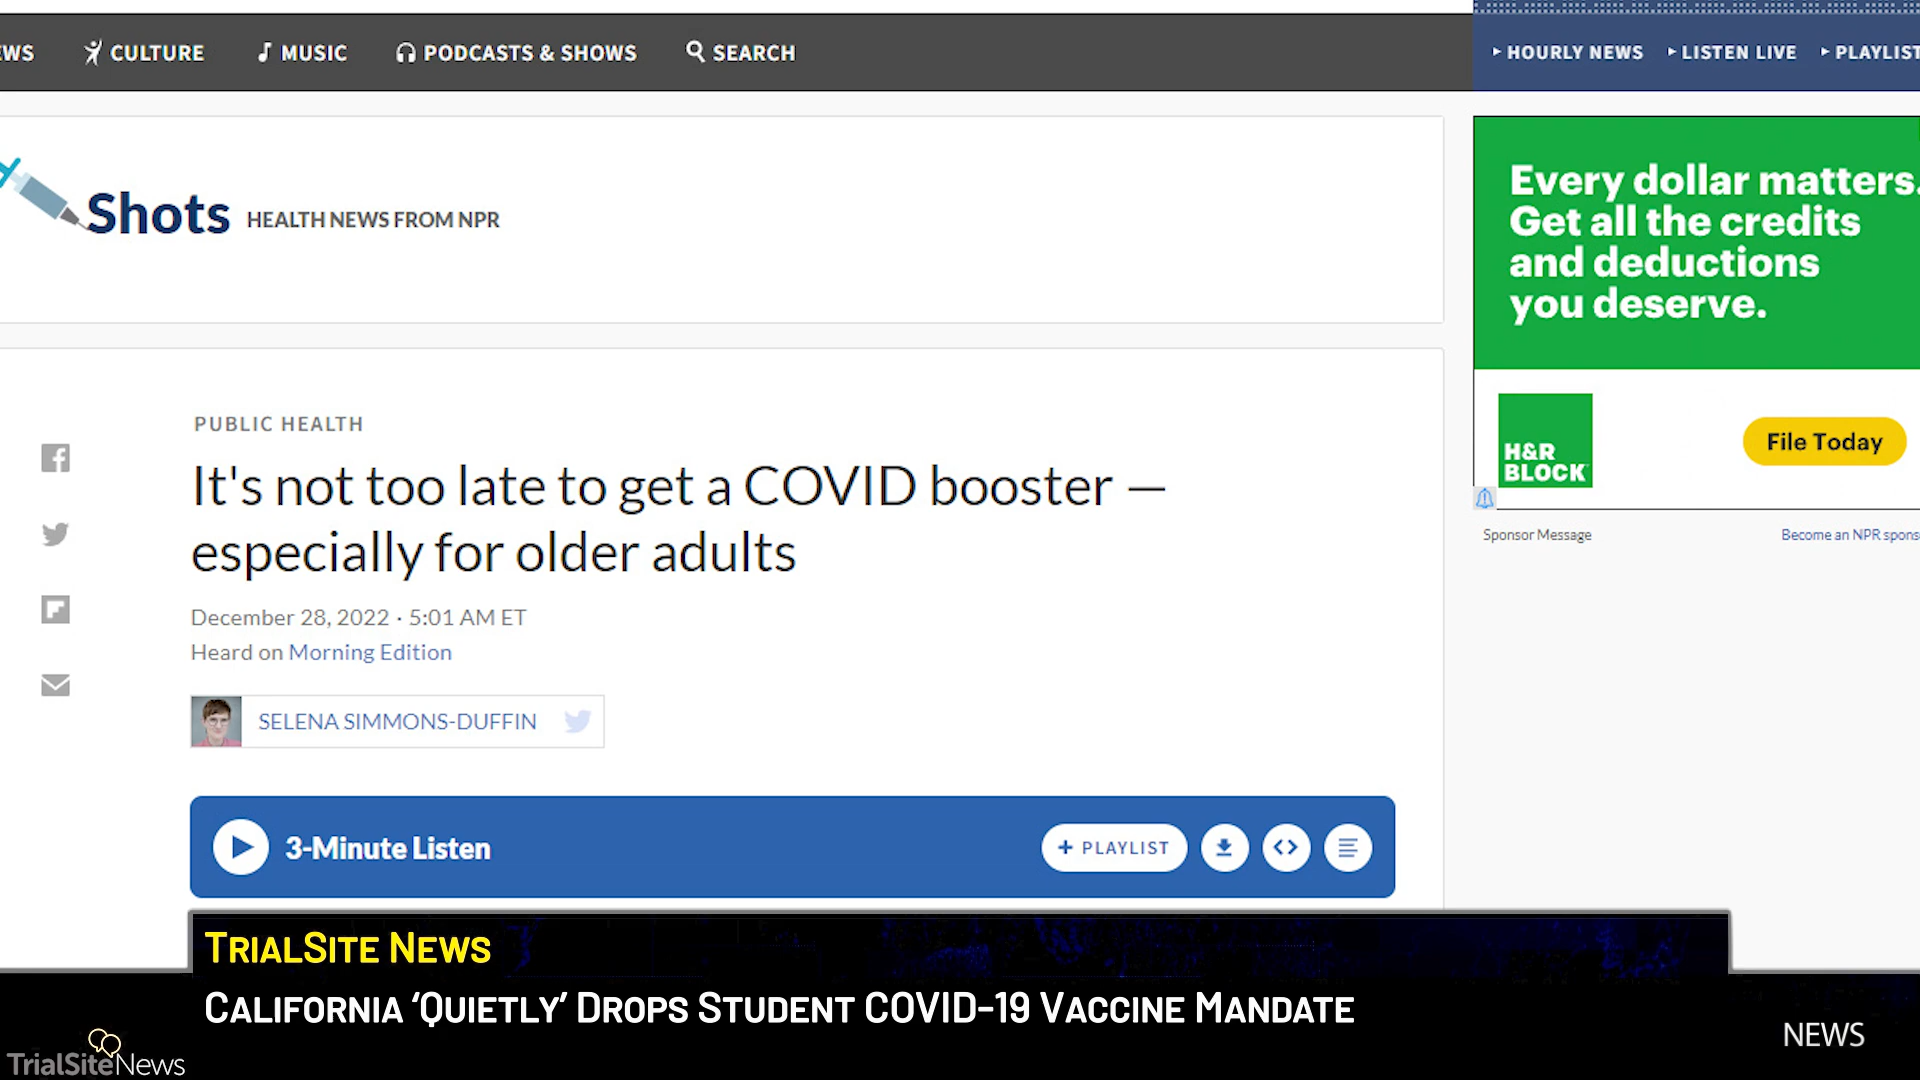 EWS
CULTURE
MUSIC
PODCASTS & SHOWS
SEARCH
HOURLY NEWS
LISTEN LIVE
PLAYLIST
Shots HEALTH NEWS FROM NPR
Every dollar matters.
Get all the credits
and deductions
you deserve.
H&R
BLOCK
File Today
Sponsor Message
Become an NPR spons
PUBLIC HEALTH
It's not too late to get a COVID booster —
especially for older adults
December 28, 2022 · 5:01 AM ET
Heard on Morning Edition
SELENA SIMMONS-DUFFIN
3-Minute Listen
+ PLAYLIST
TRIALSITE NEWS
CALIFORNIA ‘QUIETLY’ DROPS STUDENT COVID-19 VACCINE MANDATE
NEWS
TrialSiteNews